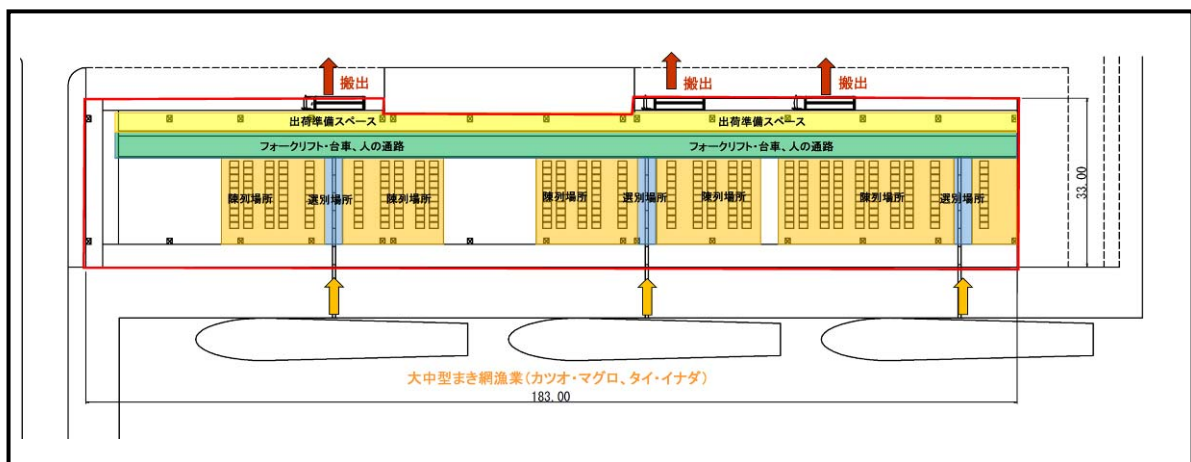 搬出
搬出
搬出
出荷準備スペース
出荷準備スペース
フォークリフト・台車、人の通路
フォークリフト・台車、人の通路
陳列場所
選別場所
陳列場所
陳列場所
選別場所
陳列場所
陳列場所
選別場所
33.00
大中型まき網漁業(カツオ・マグロ、タイ・イナダ)
183.00